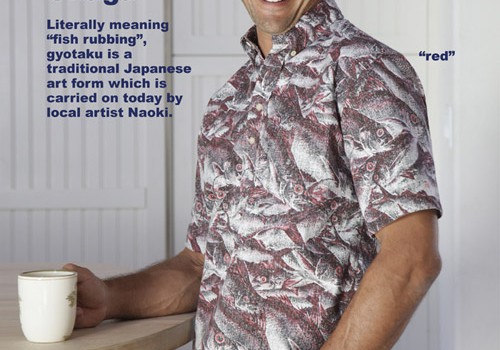 Literally meaning
“fish rubbing”,
gyotaku is a
traditional Japanese
art form which is
carried on today by
local artist Naoki.
“red”